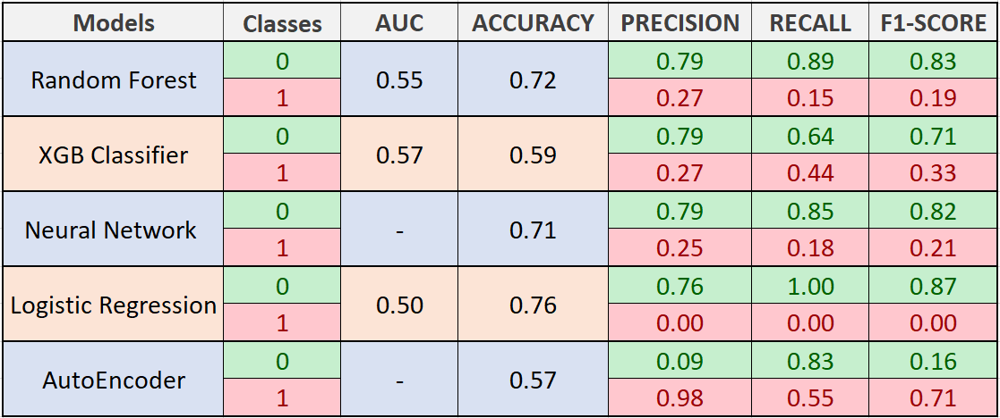 Models Classes AUC ACCURACY PRECISION RECALL F1-SCORE
Random Forest 0 0.55 0.72 0.79 0.89 0.83
1 0.27 0.15 0.19
XGB Classifier 0 0.57 0.59 0.79 0.64 0.71
1 0.27 0.44 0.33
Neural Network 0 - 0.71 0.79 0.85 0.82
1 0.25 0.18 0.21
Logistic Regression 0 0.50 0.76 0.76 1.00 0.87
1 0.00 0.00 0.00
AutoEncoder 0 - 0.57 0.09 0.83 0.16
1 0.98 0.55 0.71